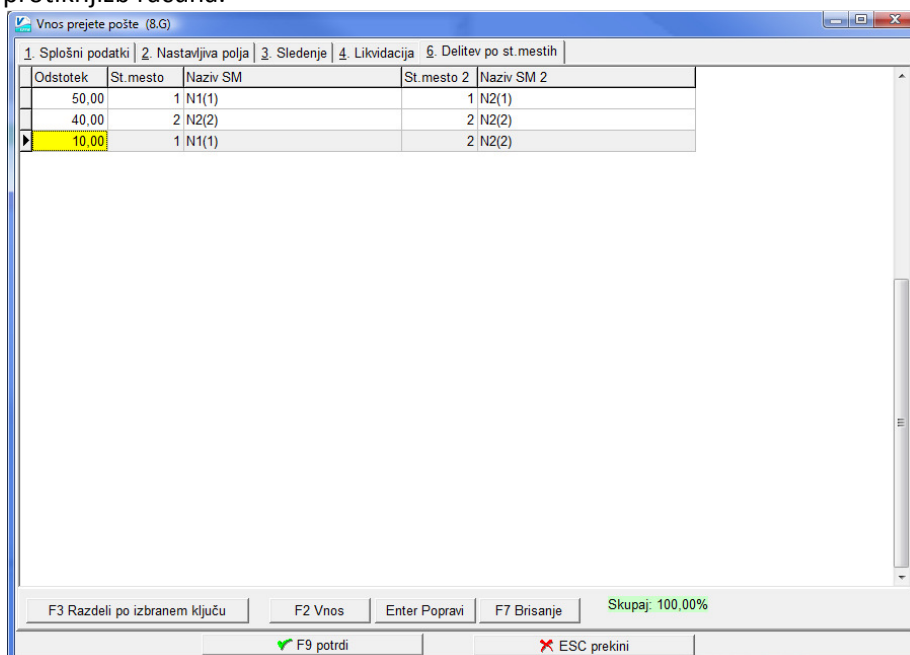 protiknjižb računa.
Vnos prejete pošte (8.G)
1. Splošni podatki 2. Nastavljiva polja 3. Sledenje 4. Likvidacija 6. Delitev po st.mestih
Odstotek St.mesto Naziv SM St.mesto 2 Naziv SM 2
50,00 1 N1(1) 1 N2(1)
40,00 2 N2(2) 2 N2(2)
10,00 1 N1(1) 2 N2(2)
F3 Razdeli po izbranem ključu F2 Vnos Enter Popravi F7 Brisanje Skupaj: 100,00%
F9 potrdi ESC prekini